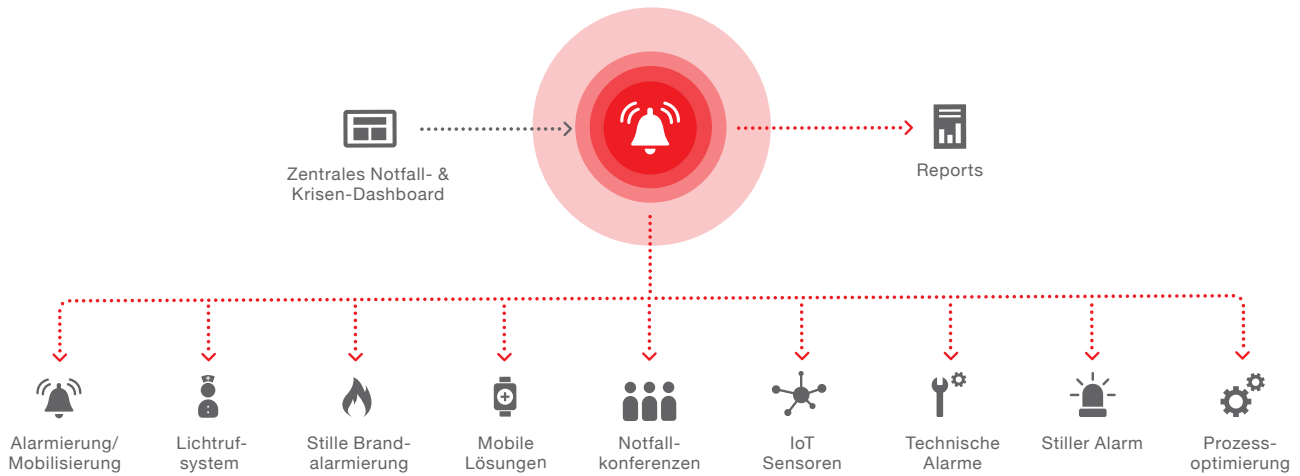 Zentrales Notfall- &
Krisen-Dashboard
Reports
Alarmierung/
Mobilisierung
Lichtruf-
system
Stille Brand-
alarmierung
Mobile
Lösungen
Notfall-
konferenzen
IoT
Sensoren
Technische
Alarme
Stiller Alarm
Prozess-
optimierung